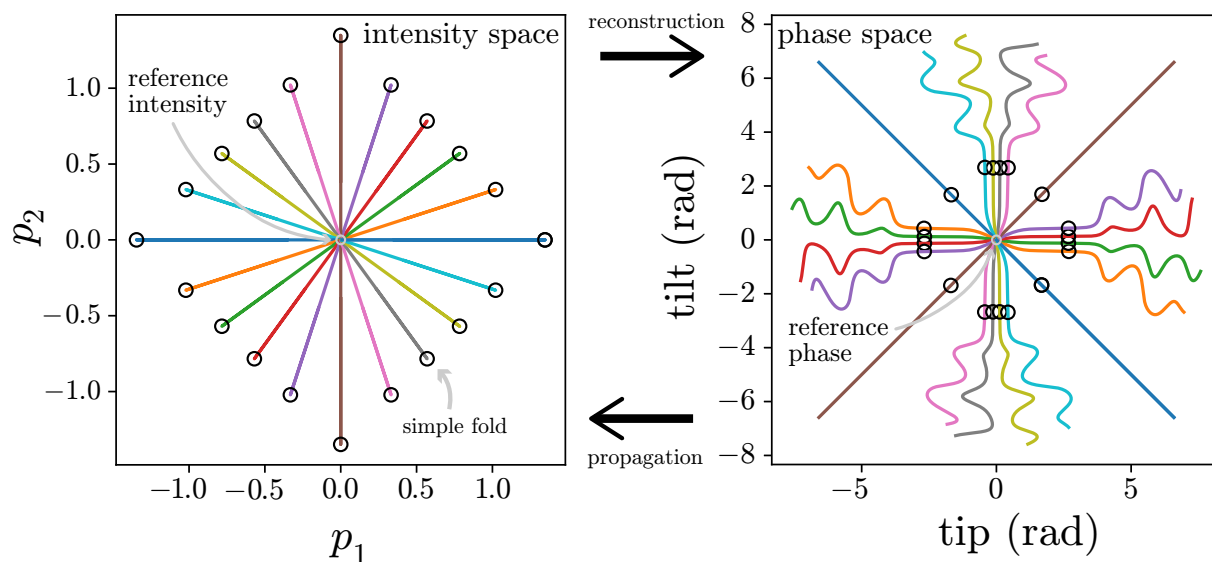 intensity space
reference
intensity
simple fold
1.0
0.5
0.0
−0.5
−1.0
p₂
−1.0
−0.5
0.0
0.5
1.0
p₁
reconstruction
propagation
phase space
reference
phase
8
6
4
2
0
−2
−4
−6
−8
tilt (rad)
−5
0
5
tip (rad)